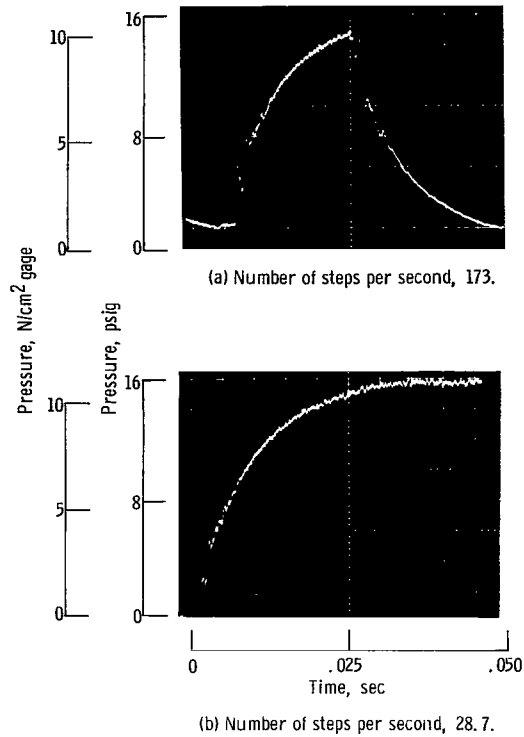 10
5
0
16
8
0
(a) Number of steps per second, 173.
Pressure, N/cm² gage
Pressure, psig
10
5
0
16
8
0
0 .025 .050
Time, sec
(b) Number of steps per second, 28.7.